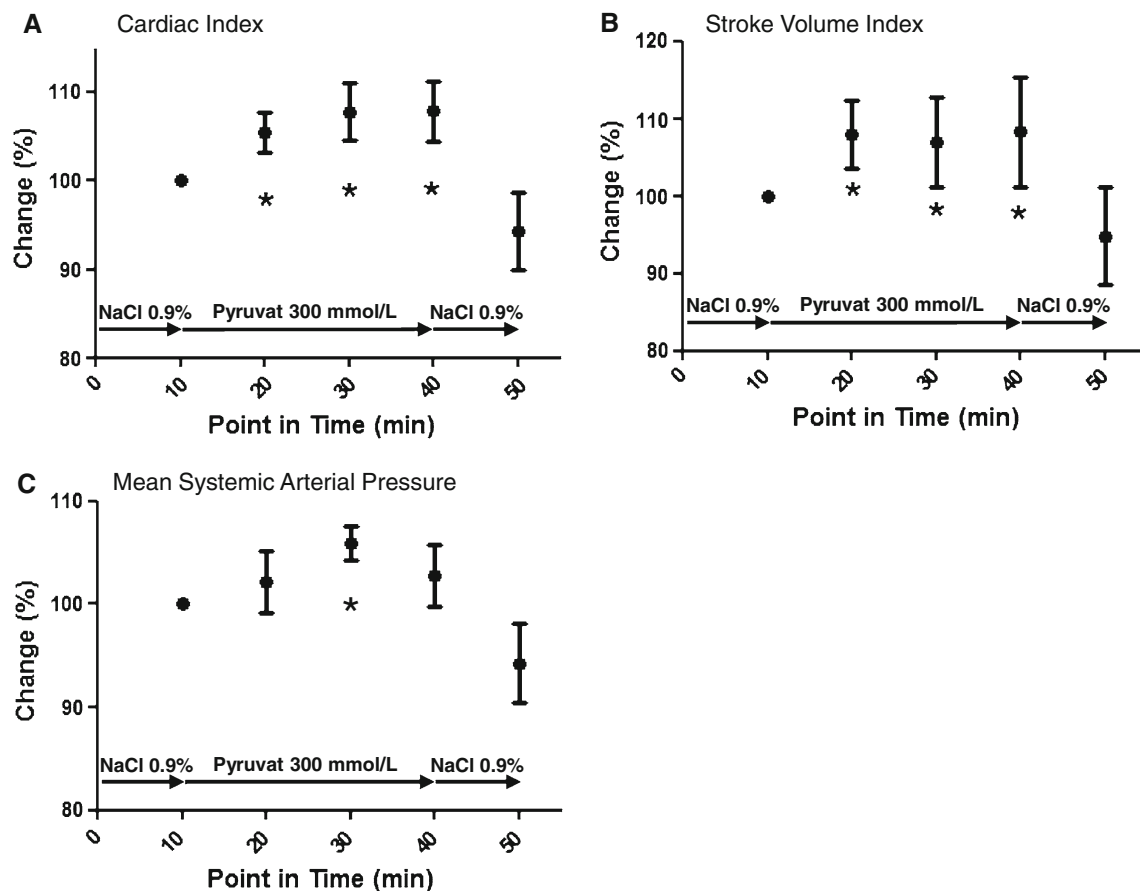 A Cardiac Index
Change (%)
110
100
90
80
* * *
NaCl 0.9% Pyruvat 300 mmol/L NaCl 0.9%
0 10 20 30 40 50
Point in Time (min)
B Stroke Volume Index
Change (%)
120
110
100
90
80
* * *
NaCl 0.9% Pyruvat 300 mmol/L NaCl 0.9%
0 10 20 30 40 50
Point in Time (min)
C Mean Systemic Arterial Pressure
Change (%)
110
100
90
80
*
NaCl 0.9% Pyruvat 300 mmol/L NaCl 0.9%
0 10 20 30 40 50
Point in Time (min)